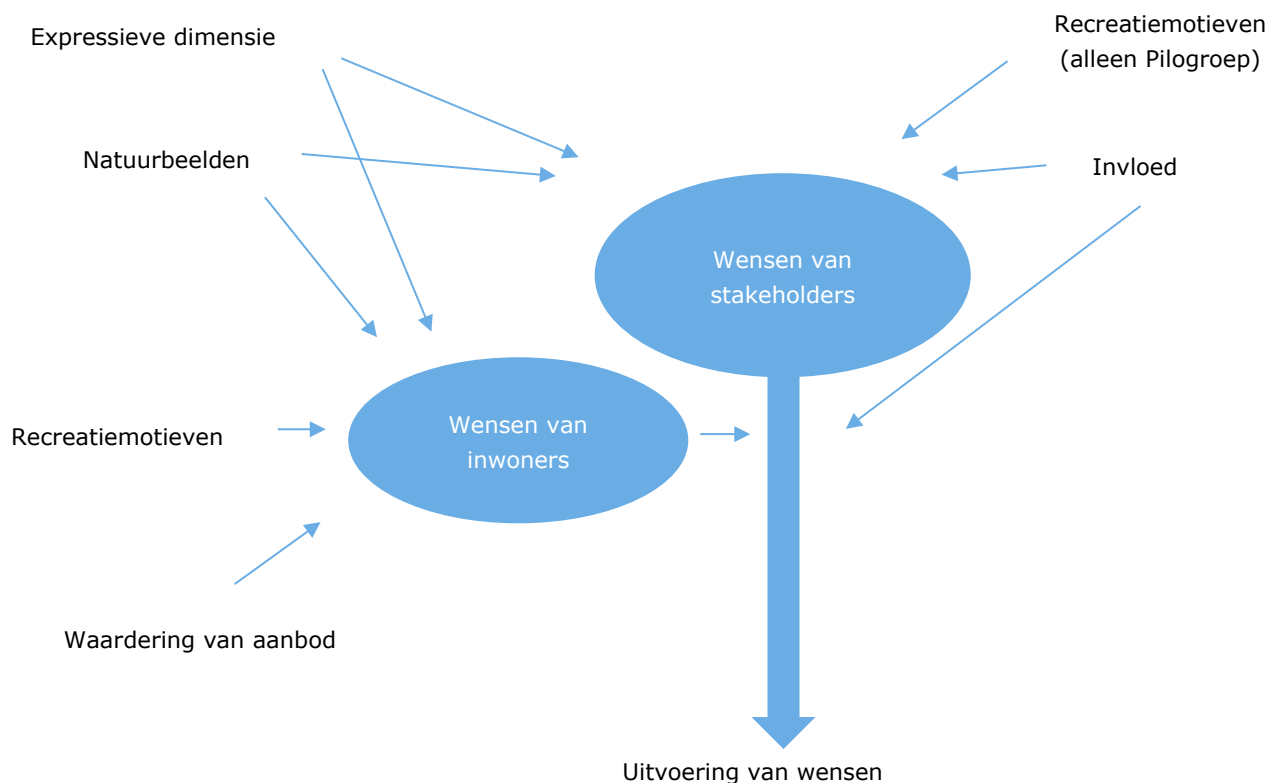 Expressieve dimensie
Recreatiemotieven
(alleen Pilogroep)
Natuurbeelden
Invloed
Wensen van
stakeholders
Recreatiemotieven
Wensen van
inwoners
Waardering van aanbod
Uitvoering van wensen